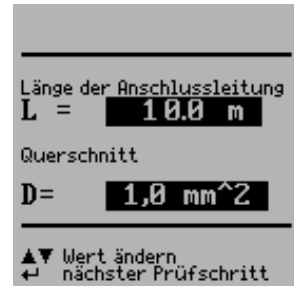 Länge der Anschlussleitung
L = 10.0 m
Querschnitt
D= 1,0 mm^2
▲▼ Wert ändern
↵ nächster Prüfschritt